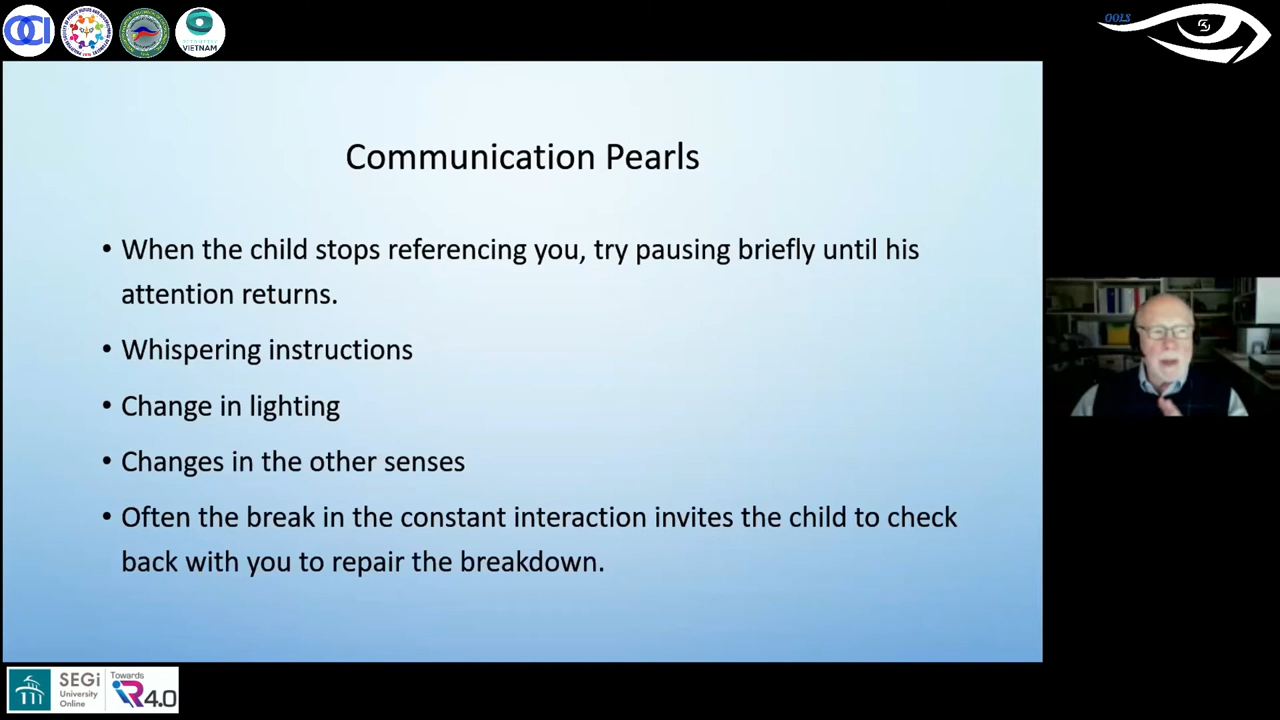 OCI
VIETNAM
OOLS
Communication Pearls
• When the child stops referencing you, try pausing briefly until his
attention returns.
• Whispering instructions
• Change in lighting
• Changes in the other senses
• Often the break in the constant interaction invites the child to check
back with you to repair the breakdown.
SEGi
University
Online
Towards
iR4.0